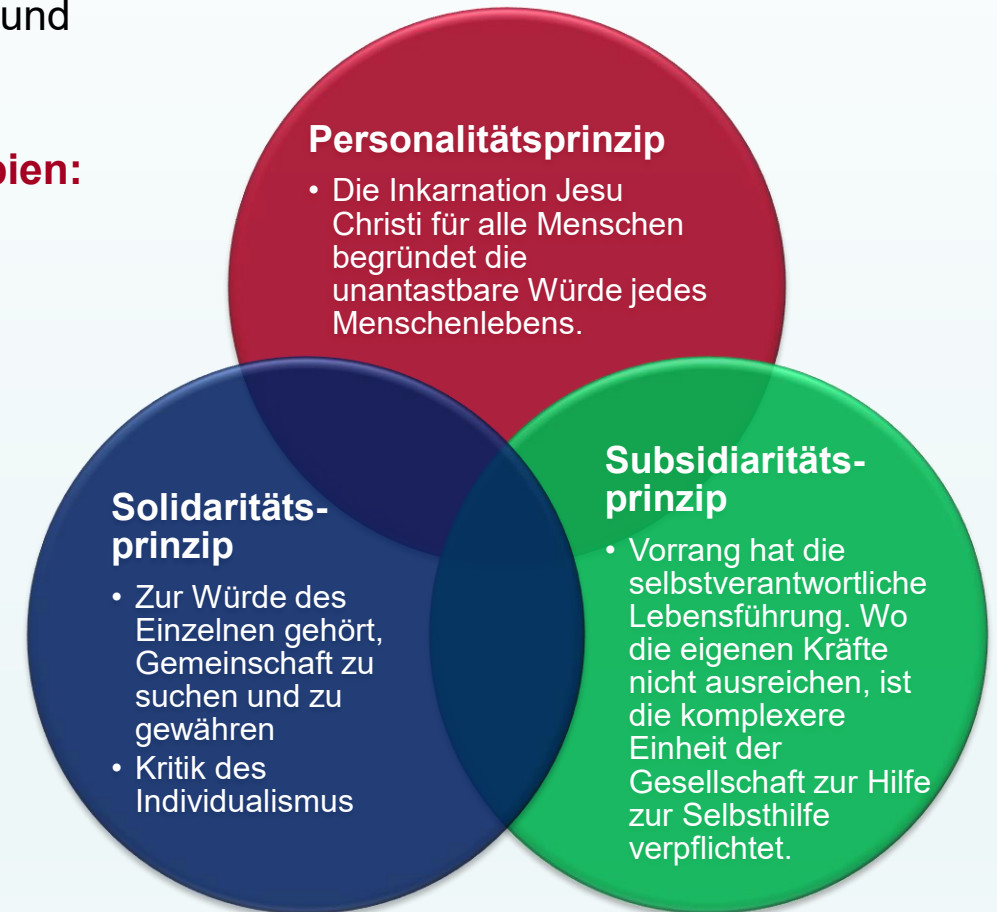 und
pien:
Personalitätsprinzip
• Die Inkarnation Jesu
Christi für alle Menschen
begründet die
unantastbare Würde jedes
Menschenlebens.
Solidaritäts-
prinzip
• Zur Würde des
Einzelnen gehört,
Gemeinschaft zu
suchen und zu
gewähren
• Kritik des
Individualismus
Subsidiaritäts-
prinzip
• Vorrang hat die
selbstverantwortliche
Lebensführung. Wo
die eigenen Kräfte
nicht ausreichen, ist
die komplexere
Einheit der
Gesellschaft zur Hilfe
zur Selbsthilfe
verpflichtet.